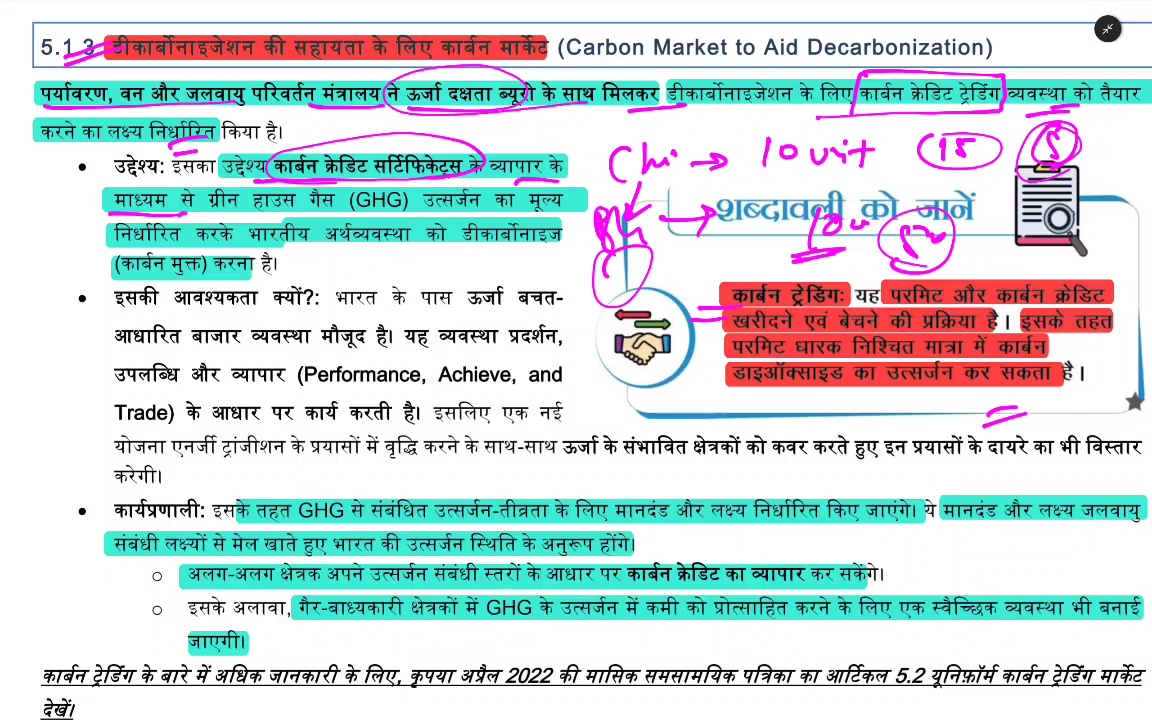 5.1.3 डीकार्बोनाइजेशन की सहायता के लिए कार्बन मार्केट (Carbon Market to Aid Decarbonization)
पर्यावरण, वन और जलवायु परिवर्तन मंत्रालय ने ऊर्जा दक्षता ब्यूरो के साथ मिलकर डीकार्बोनाइजेशन के लिए कार्बन क्रेडिट ट्रेडिंग व्यवस्था को तैयार
करने का लक्ष्य निर्धारित किया है।
• उद्देश्य: इसका उद्देश्य कार्बन क्रेडिट सर्टिफिकेट्स के व्यापार के
माध्यम से ग्रीन हाउस गैस (GHG) उत्सर्जन का मूल्य
निर्धारित करके भारतीय अर्थव्यवस्था को डीकार्बोनाइज
(कार्बन मुक्त) करना है।
• इसकी आवश्यकता क्यों?: भारत के पास ऊर्जा बचत-
आधारित बाजार व्यवस्था मौजूद है। यह व्यवस्था प्रदर्शन,
उपलब्धि और व्यापार (Performance, Achieve, and
Trade) के आधार पर कार्य करती है। इसलिए एक नई
योजना एनर्जी ट्रांजीशन के प्रयासों में वृद्धि करने के साथ-साथ ऊर्जा के संभावित क्षेत्रकों को कवर करते हुए इन प्रयासों के दायरे का भी विस्तार
करेगी।
Chi → 10 unit 15 5
शब्दावली को जानें
10u
कार्बन ट्रेडिंग: यह परमिट और कार्बन क्रेडिट
खरीदने एवं बेचने की प्रक्रिया है। इसके तहत
परमिट धारक निश्चित मात्रा में कार्बन
डाइऑक्साइड का उत्सर्जन कर सकता है।
• कार्यप्रणाली: इसके तहत GHG से संबंधित उत्सर्जन-तीव्रता के लिए मानदंड और लक्ष्य निर्धारित किए जाएंगे। ये मानदंड और लक्ष्य जलवायु
संबंधी लक्ष्यों से मेल खाते हुए भारत की उत्सर्जन स्थिति के अनुरूप होंगे।
○ अलग-अलग क्षेत्रक अपने उत्सर्जन संबंधी स्तरों के आधार पर कार्बन क्रेडिट का व्यापार कर सकेंगे।
○ इसके अलावा, गैर-बाध्यकारी क्षेत्रकों में GHG के उत्सर्जन में कमी को प्रोत्साहित करने के लिए एक स्वैच्छिक व्यवस्था भी बनाई
जाएगी।
कार्बन ट्रेडिंग के बारे में अधिक जानकारी के लिए, कृपया अप्रैल 2022 की मासिक समसामयिक पत्रिका का आर्टिकल 5.2 यूनिफ़ॉर्म कार्बन ट्रेडिंग मार्केट
देखें।